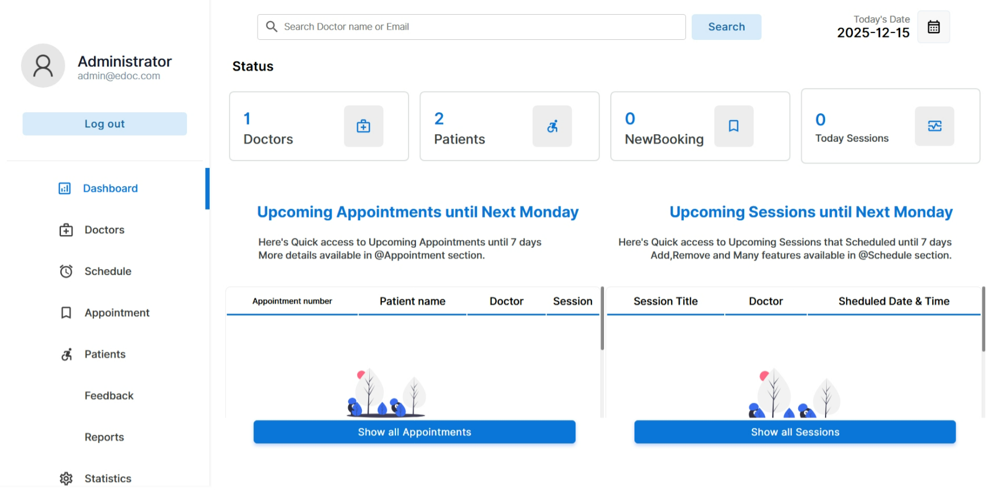 Administrator
admin@edoc.com
Log out
Dashboard
Doctors
Schedule
Appointment
Patients
Feedback
Reports
Statistics
Search Doctor name or Email
Search
Today's Date
2025-12-15
Status
1
Doctors
2
Patients
0
NewBooking
0
Today Sessions
Upcoming Appointments until Next Monday
Here's Quick access to Upcoming Appointments until 7 days
More details available in @Appointment section.
Appointment number Patient name Doctor Session
Show all Appointments
Upcoming Sessions until Next Monday
Here's Quick access to Upcoming Sessions that Scheduled until 7 days
Add,Remove and Many features available in @Schedule section.
Session Title Doctor Sheduled Date & Time
Show all Sessions